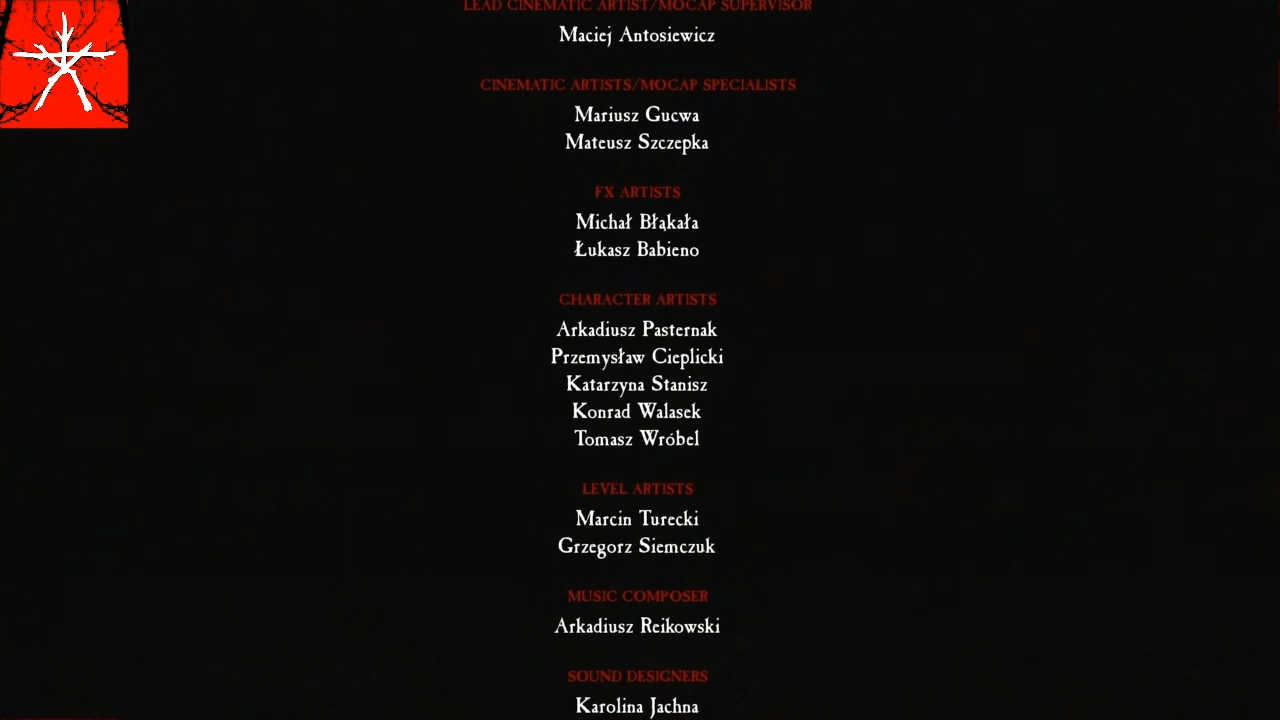 LEAD CINEMATIC ARTIST/MOCAP SUPERVISOR
Maciej Antosiewicz
CINEMATIC ARTISTS/MOCAP SPECIALISTS
Mariusz Gucwa
Mateusz Szczepka
FX ARTISTS
Michał Błąkała
Łukasz Babieno
CHARACTER ARTISTS
Arkadiusz Pasternak
Przemysław Cieplicki
Katarzyna Stanisz
Konrad Walasek
Tomasz Wróbel
LEVEL ARTISTS
Marcin Turecki
Grzegorz Siemczuk
MUSIC COMPOSER
Arkadiusz Reikowski
SOUND DESIGNERS
Karolina Jachna